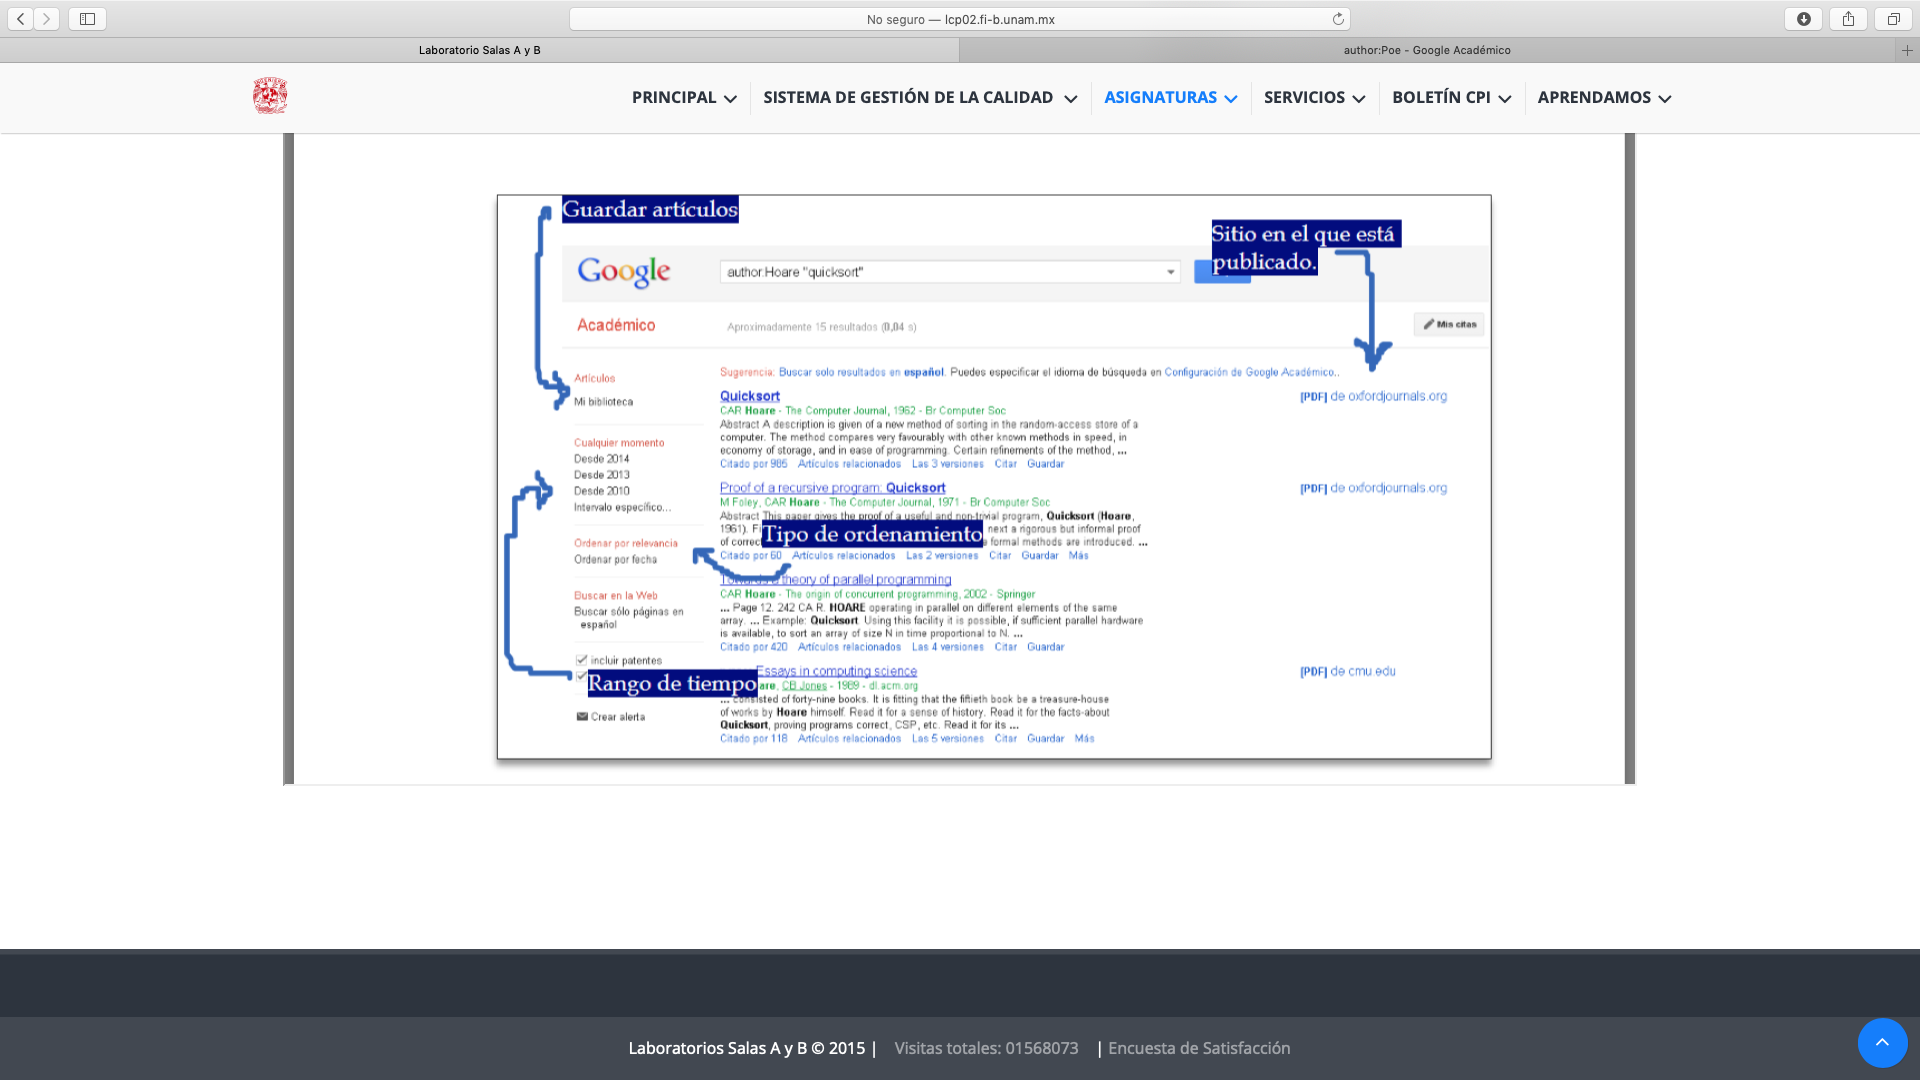 No seguro — lcp02.fi-b.unam.mx
Laboratorio Salas A y B
author:Poe - Google Académico
PRINCIPAL
SISTEMA DE GESTIÓN DE LA CALIDAD
ASIGNATURAS
SERVICIOS
BOLETÍN CPI
APRENDAMOS
Guardar artículos
Sitio en el que está
publicado.
Google
author:Hoare "quicksort"
Académico
Aproximadamente 15 resultados (0,04 s)
Mis citas
Artículos
Mi biblioteca
Cualquier momento
Desde 2014
Desde 2013
Desde 2010
Intervalo específico...
Ordenar por relevancia
Ordenar por fecha
Buscar en la Web
Buscar sólo páginas en
español
incluir patentes
Rango de tiempo
Crear alerta
Sugerencia: Buscar solo resultados en español. Puedes especificar el idioma de búsqueda en Configuración de Google Académico..
Quicksort
[PDF] de oxfordjournals.org
CAR Hoare - The Computer Journal, 1962 - Br Computer Soc
Abstract A description is given of a new method of sorting in the random-access store of a
computer. The method compares very favourably with other known methods in speed, in
economy of storage, and in ease of programming. Certain refinements of the method, ...
Citado por 985 Artículos relacionados Las 3 versiones Citar Guardar
Proof of a recursive program: Quicksort
[PDF] de oxfordjournals.org
M Foley, CAR Hoare - The Computer Journal, 1971 - Br Computer Soc
Abstract This paper gives the proof of a useful and non-trivial program, Quicksort (Hoare,
1961). next a rigorous but informal proof
Tipo de ordenamiento
of formal methods are introduced. ...
Citado por 60 Artículos relacionados Las 2 versiones Citar Guardar Más
theory of parallel programming
CAR Hoare - The origin of concurrent programming, 2002 - Springer
... Page 12. 242 CA R. HOARE operating in parallel on different elements of the same
array. ... Example: Quicksort. Using this facility it is possible, if sufficient parallel hardware
is available, to sort an array of size N in time proportional to N. ...
Citado por 420 Artículos relacionados Las 4 versiones Citar Guardar
Essays in computing science
[PDF] de cmu.edu
CB Jones - 1989 - dl.acm.org
... consisted of forty-nine books. It is fitting that the fiftieth book be a treasure-house
of works by Hoare himself. Read it for a sense of history. Read it for the facts-about
Quicksort, proving programs correct, CSP, etc. Read it for its ...
Citado por 118 Artículos relacionados Las 5 versiones Citar Guardar Más
Laboratorios Salas A y B © 2015 | Visitas totales: 01568073 | Encuesta de Satisfacción